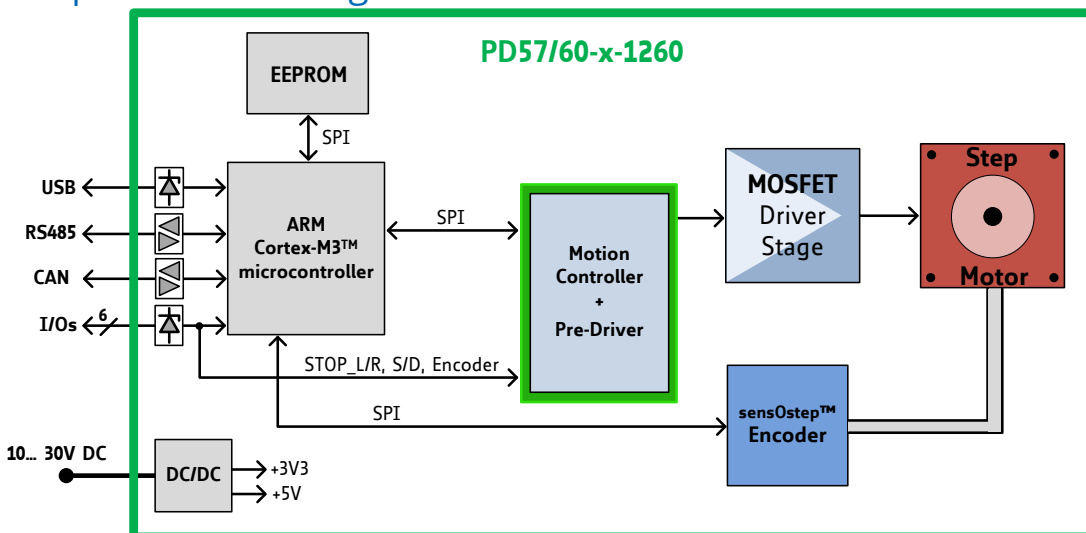 PD57/60-x-1260
EEPROM
SPI
USB
RS485
CAN
I/Os
6
ARM
Cortex-M3™
microcontroller
SPI
Motion
Controller
+
Pre-Driver
MOSFET
Driver
Stage
Step
Motor
STOP_L/R, S/D, Encoder
SPI
sensOstep™
Encoder
10... 30V DC
DC/DC
+3V3
+5V